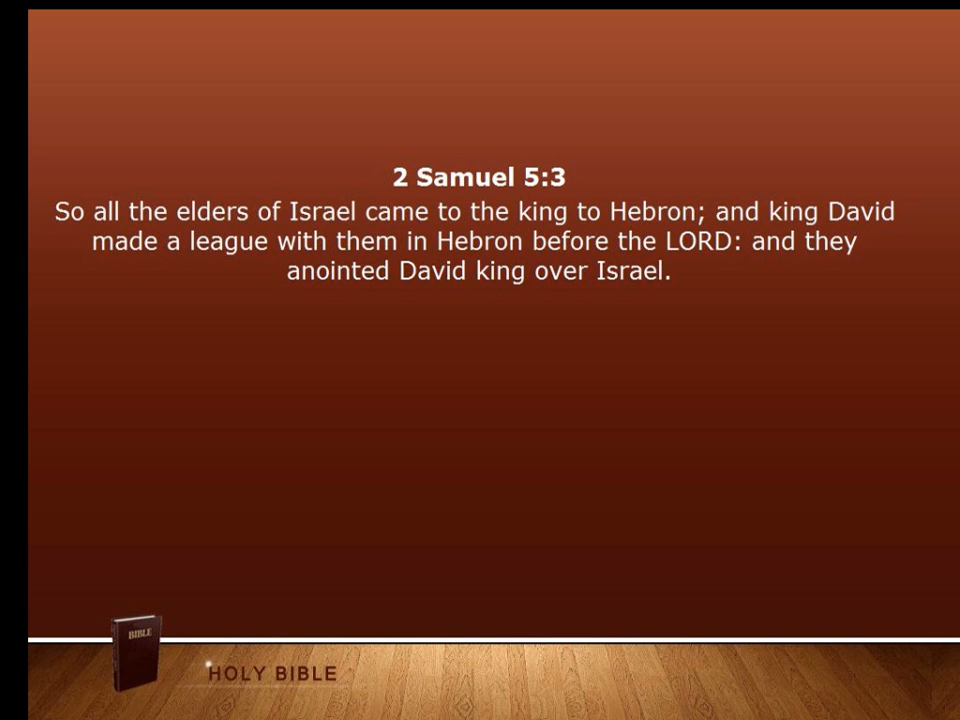 2 Samuel 5:3
So all the elders of Israel came to the king to Hebron; and king David
made a league with them in Hebron before the LORD: and they
anointed David king over Israel.
BIBLE
HOLY BIBLE